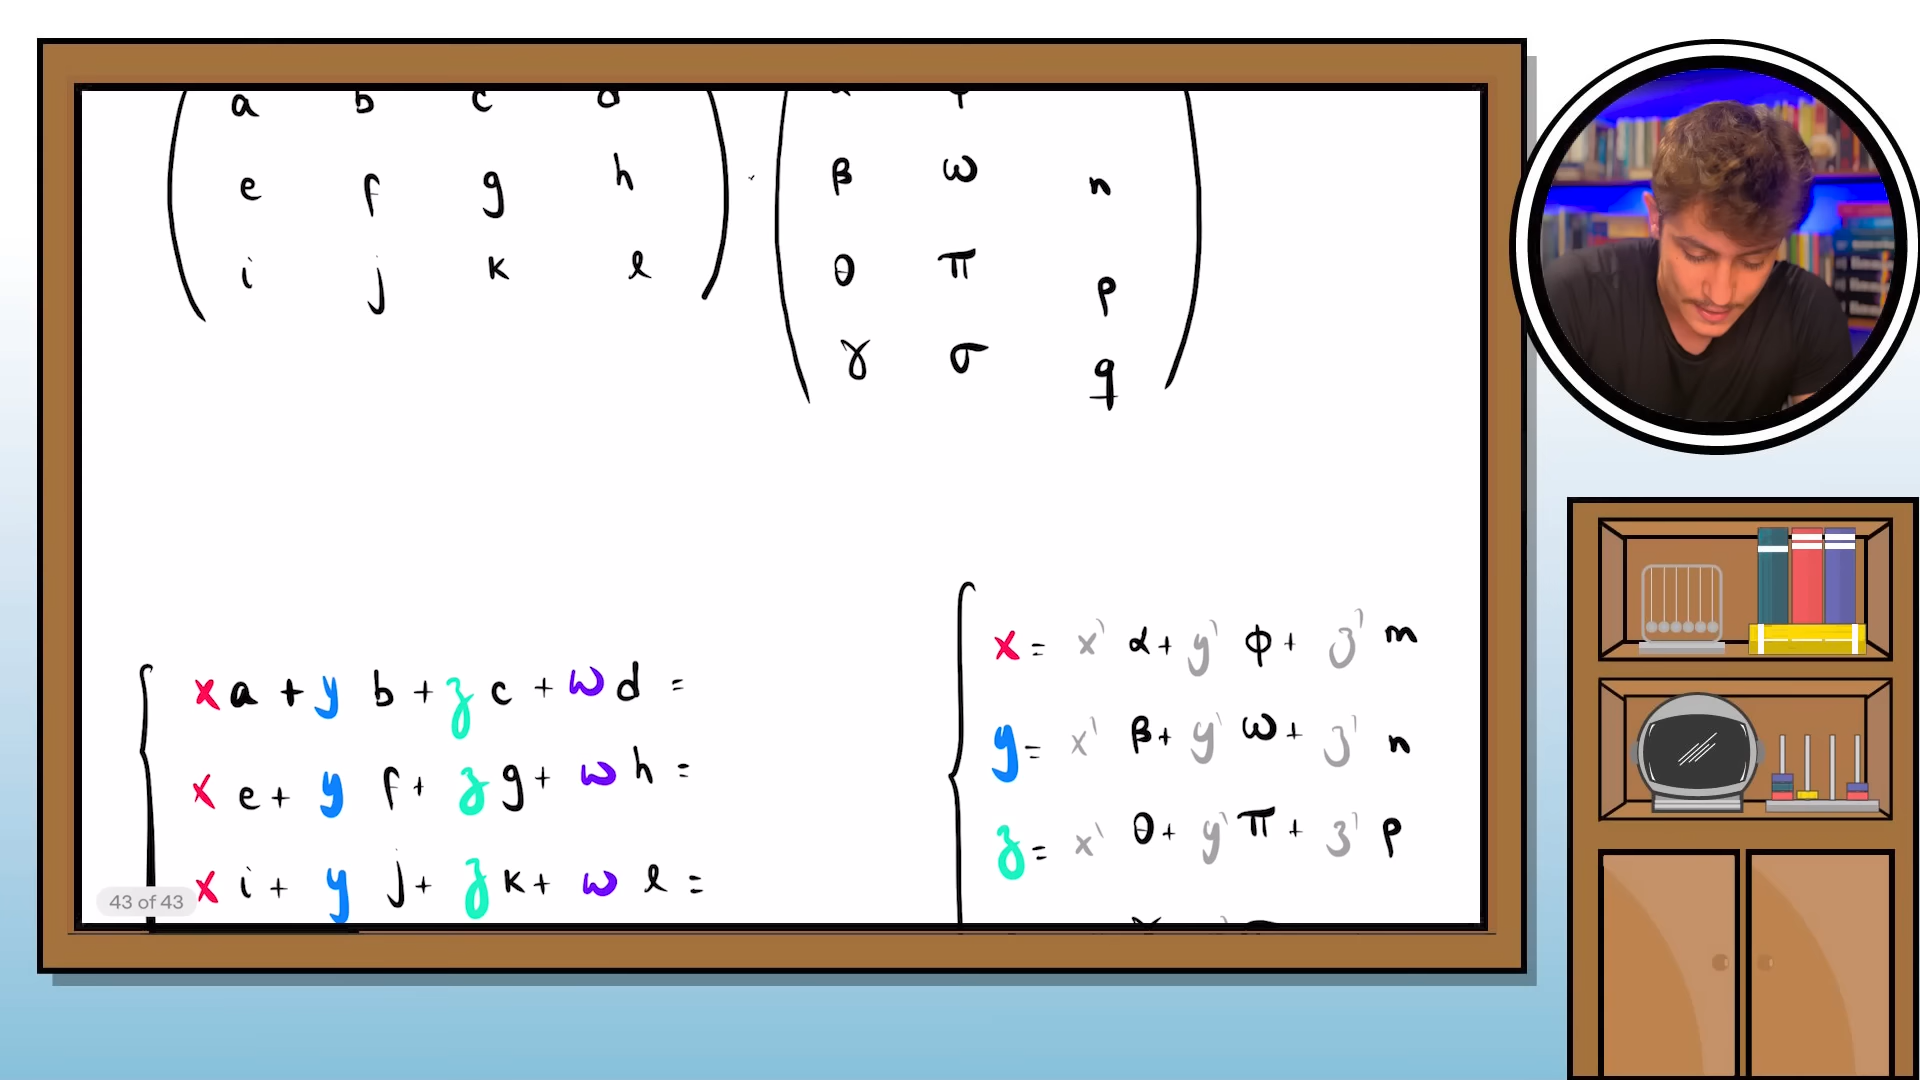 a b c d
e f g h
i j k l
α φ
β ω n
θ π p
γ σ q
x a + y b + z c + w d =
x e + y f + z g + w h =
x i + y j + z k + w l =
x = x' α + y' φ + z' m
y = x' β + y' ω + z' n
z = x' θ + y' π + z' p
43 of 43